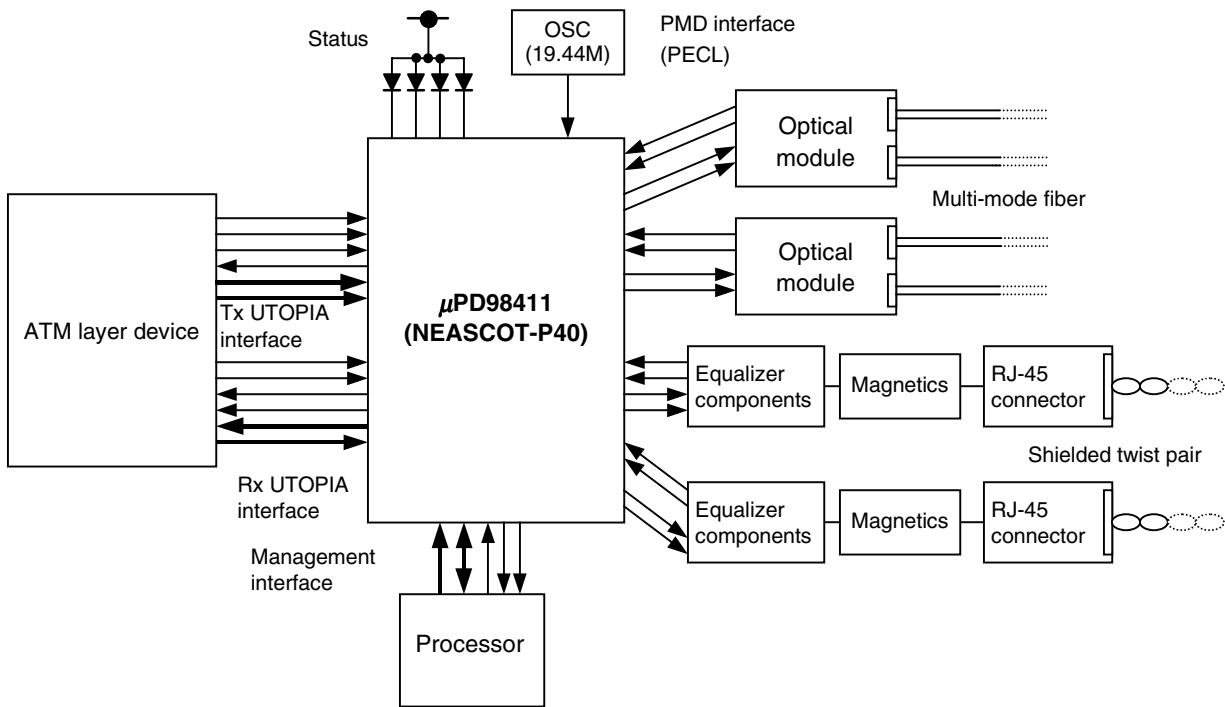 Status
OSC
(19.44M)
PMD interface
(PECL)
Optical
module
Multi-mode fiber
Optical
module
ATM layer device
Tx UTOPIA
interface
μPD98411
(NEASCOT-P40)
Equalizer
components
Magnetics
RJ-45
connector
Shielded twist pair
Rx UTOPIA
interface
Equalizer
components
Magnetics
RJ-45
connector
Management
interface
Processor